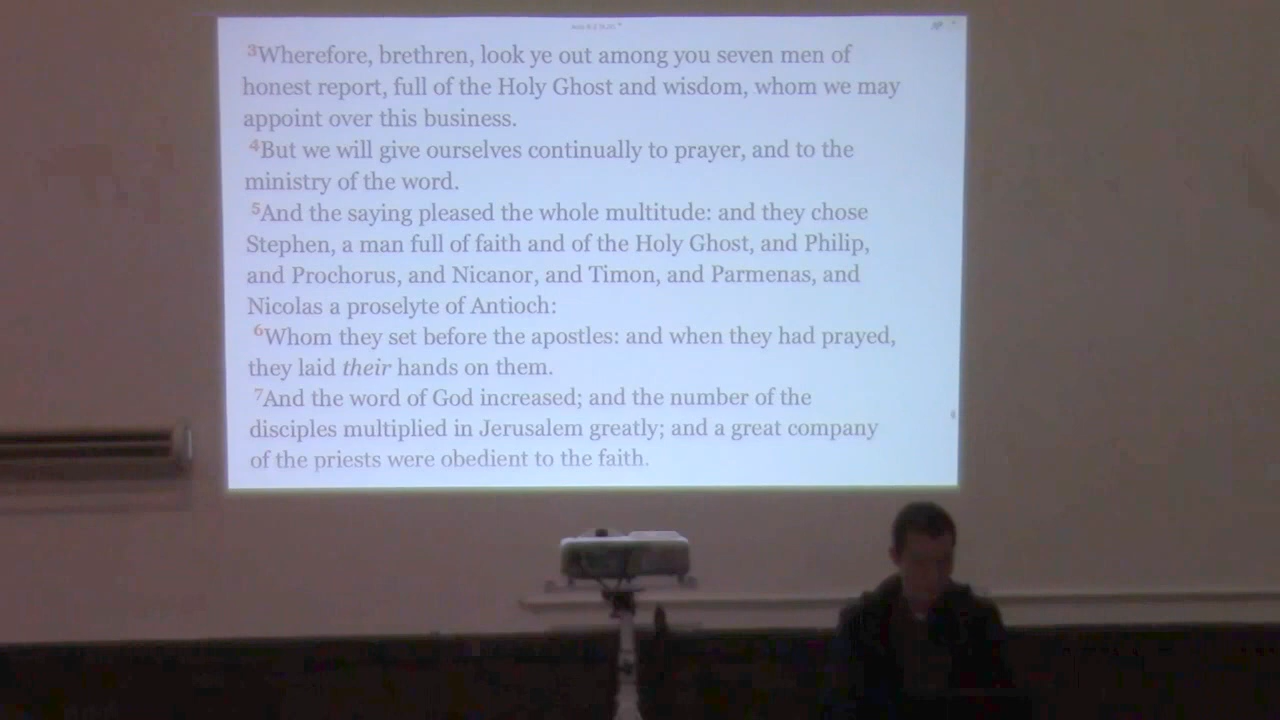 ³Wherefore, brethren, look ye out among you seven men of
honest report, full of the Holy Ghost and wisdom, whom we may
appoint over this business.
⁴But we will give ourselves continually to prayer, and to the
ministry of the word.
⁵And the saying pleased the whole multitude: and they chose
Stephen, a man full of faith and of the Holy Ghost, and Philip,
and Prochorus, and Nicanor, and Timon, and Parmenas, and
Nicolas a proselyte of Antioch:
⁶Whom they set before the apostles: and when they had prayed,
they laid their hands on them.
⁷And the word of God increased; and the number of the
disciples multiplied in Jerusalem greatly; and a great company
of the priests were obedient to the faith.